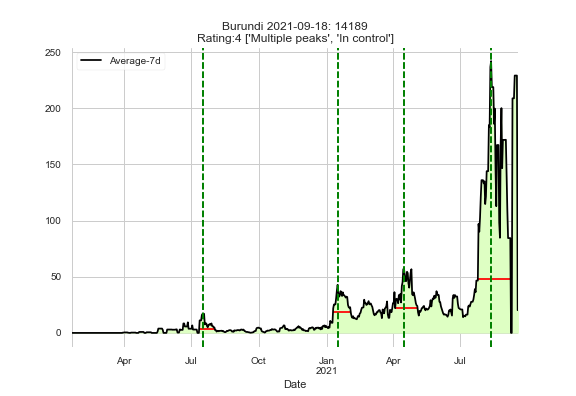 Burundi 2021-09-18: 14189
Rating:4 ['Multiple peaks', 'In control']
Average-7d
250
200
150
100
50
0
Apr
Jul
Oct
Jan
2021
Apr
Jul
Date